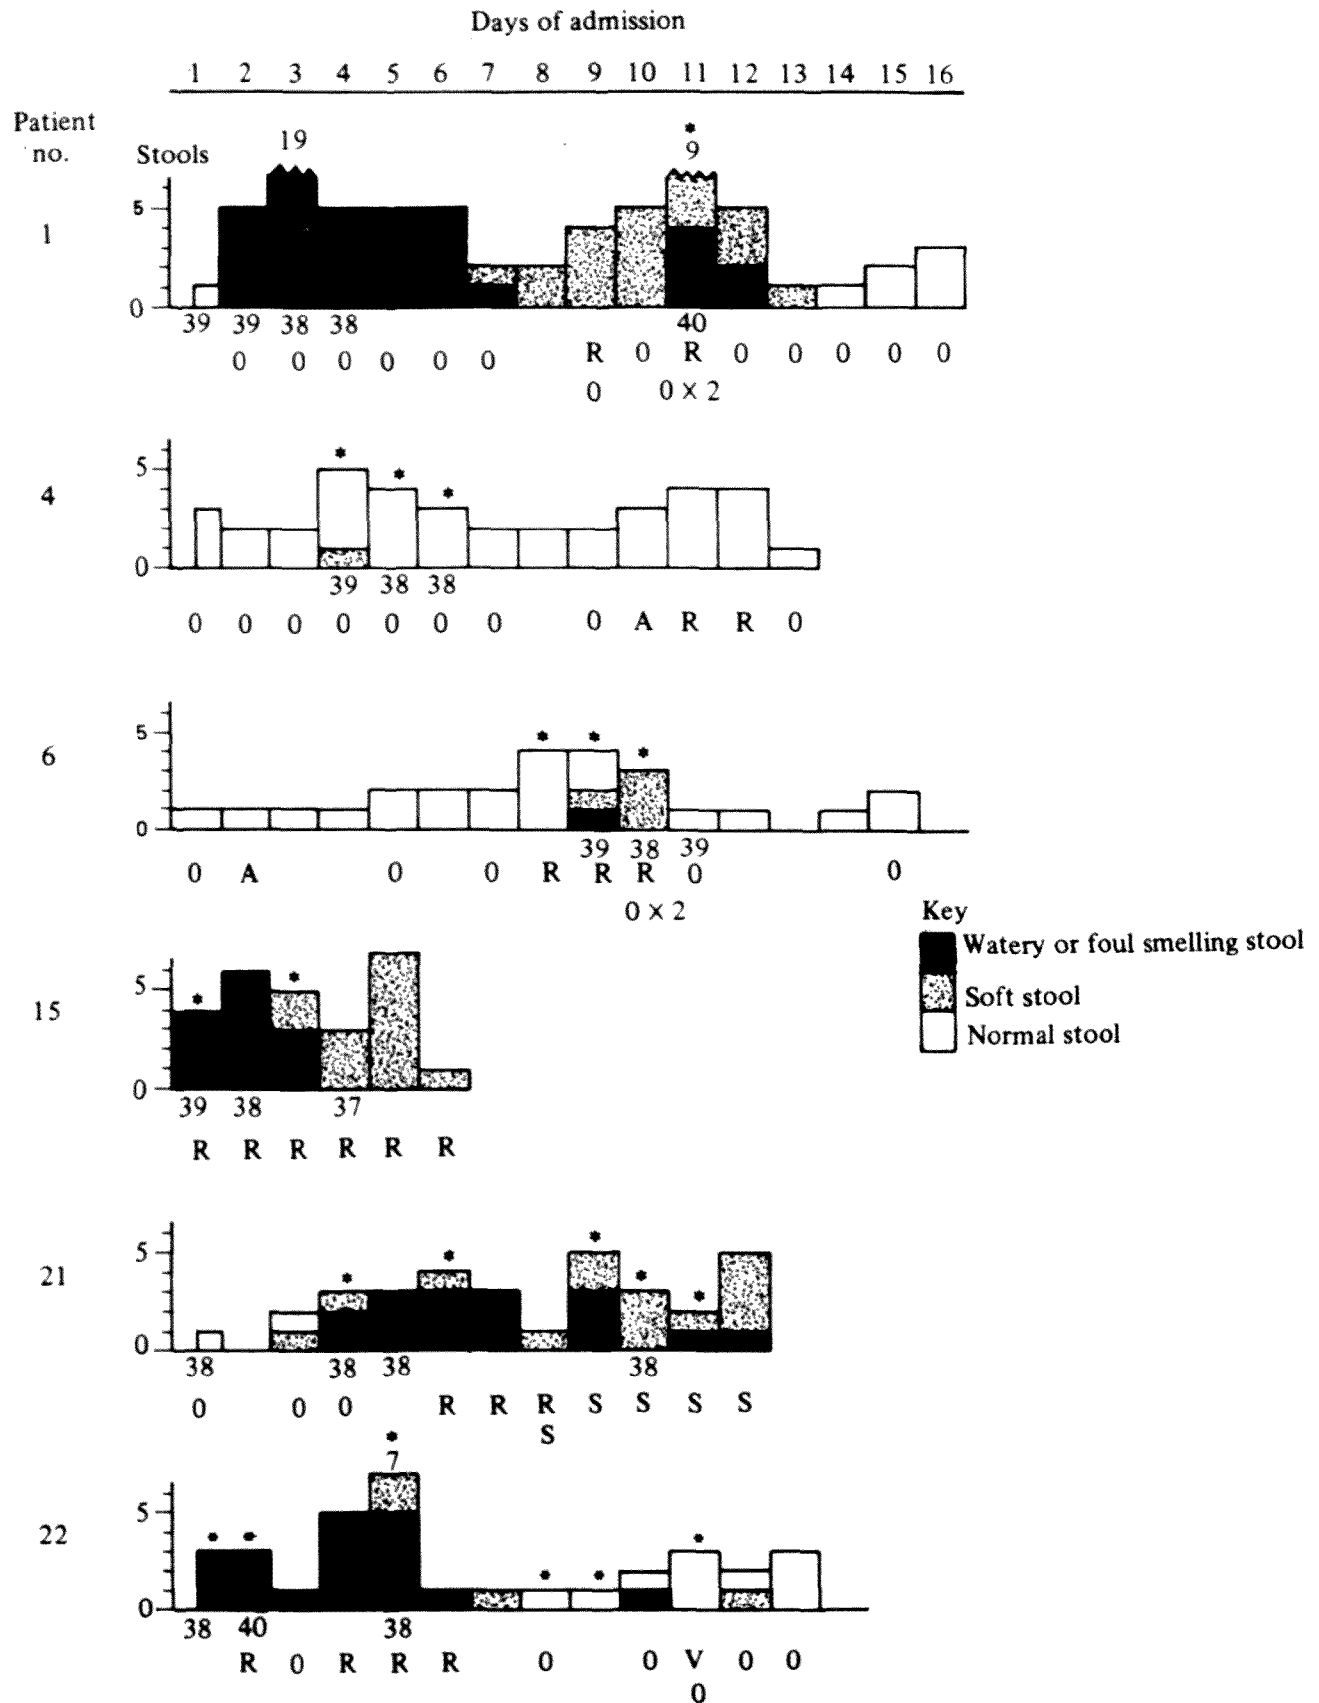 Days of admission
1 2 3 4 5 6 7 8 9 10 11 12 13 14 15 16
Patient
no.
Stools
19
*
9
1
5
0
39 39 38 38 40
0 0 0 0 0 0 R 0 R 0 0 0 0 0
0 0 × 2
4
* * *
5
0
39 38 38
0 0 0 0 0 0 0 0 A R R 0
6
* * *
5
0
39 38 39
0 A 0 0 R R R 0 0
0 × 2
Key
Watery or foul smelling stool
Soft stool
Normal stool
15
* *
5
0
39 38 37
R R R R R R
21
* * * * *
5
0
38 38 38 38
0 0 0 R R R S S S S
S
22
*
7
* * * * *
5
0
38 40 38
R 0 R R R 0 0 V 0 0
0